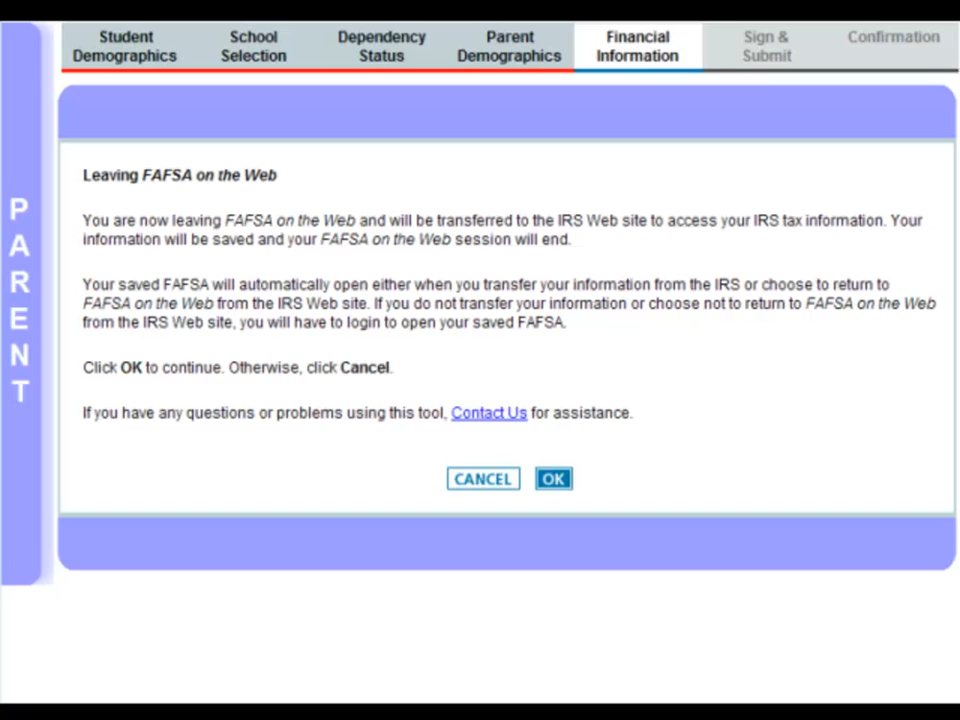 Student
Demographics
School
Selection
Dependency
Status
Parent
Demographics
Financial
Information
Sign &
Submit
Confirmation
PARENT
Leaving FAFSA on the Web
You are now leaving FAFSA on the Web and will be transferred to the IRS Web site to access your IRS tax information. Your
information will be saved and your FAFSA on the Web session will end.
Your saved FAFSA will automatically open either when you transfer your information from the IRS or choose to return to
FAFSA on the Web from the IRS Web site. If you do not transfer your information or choose not to return to FAFSA on the Web
from the IRS Web site, you will have to login to open your saved FAFSA.
Click OK to continue. Otherwise, click Cancel.
If you have any questions or problems using this tool, Contact Us for assistance.
CANCEL OK